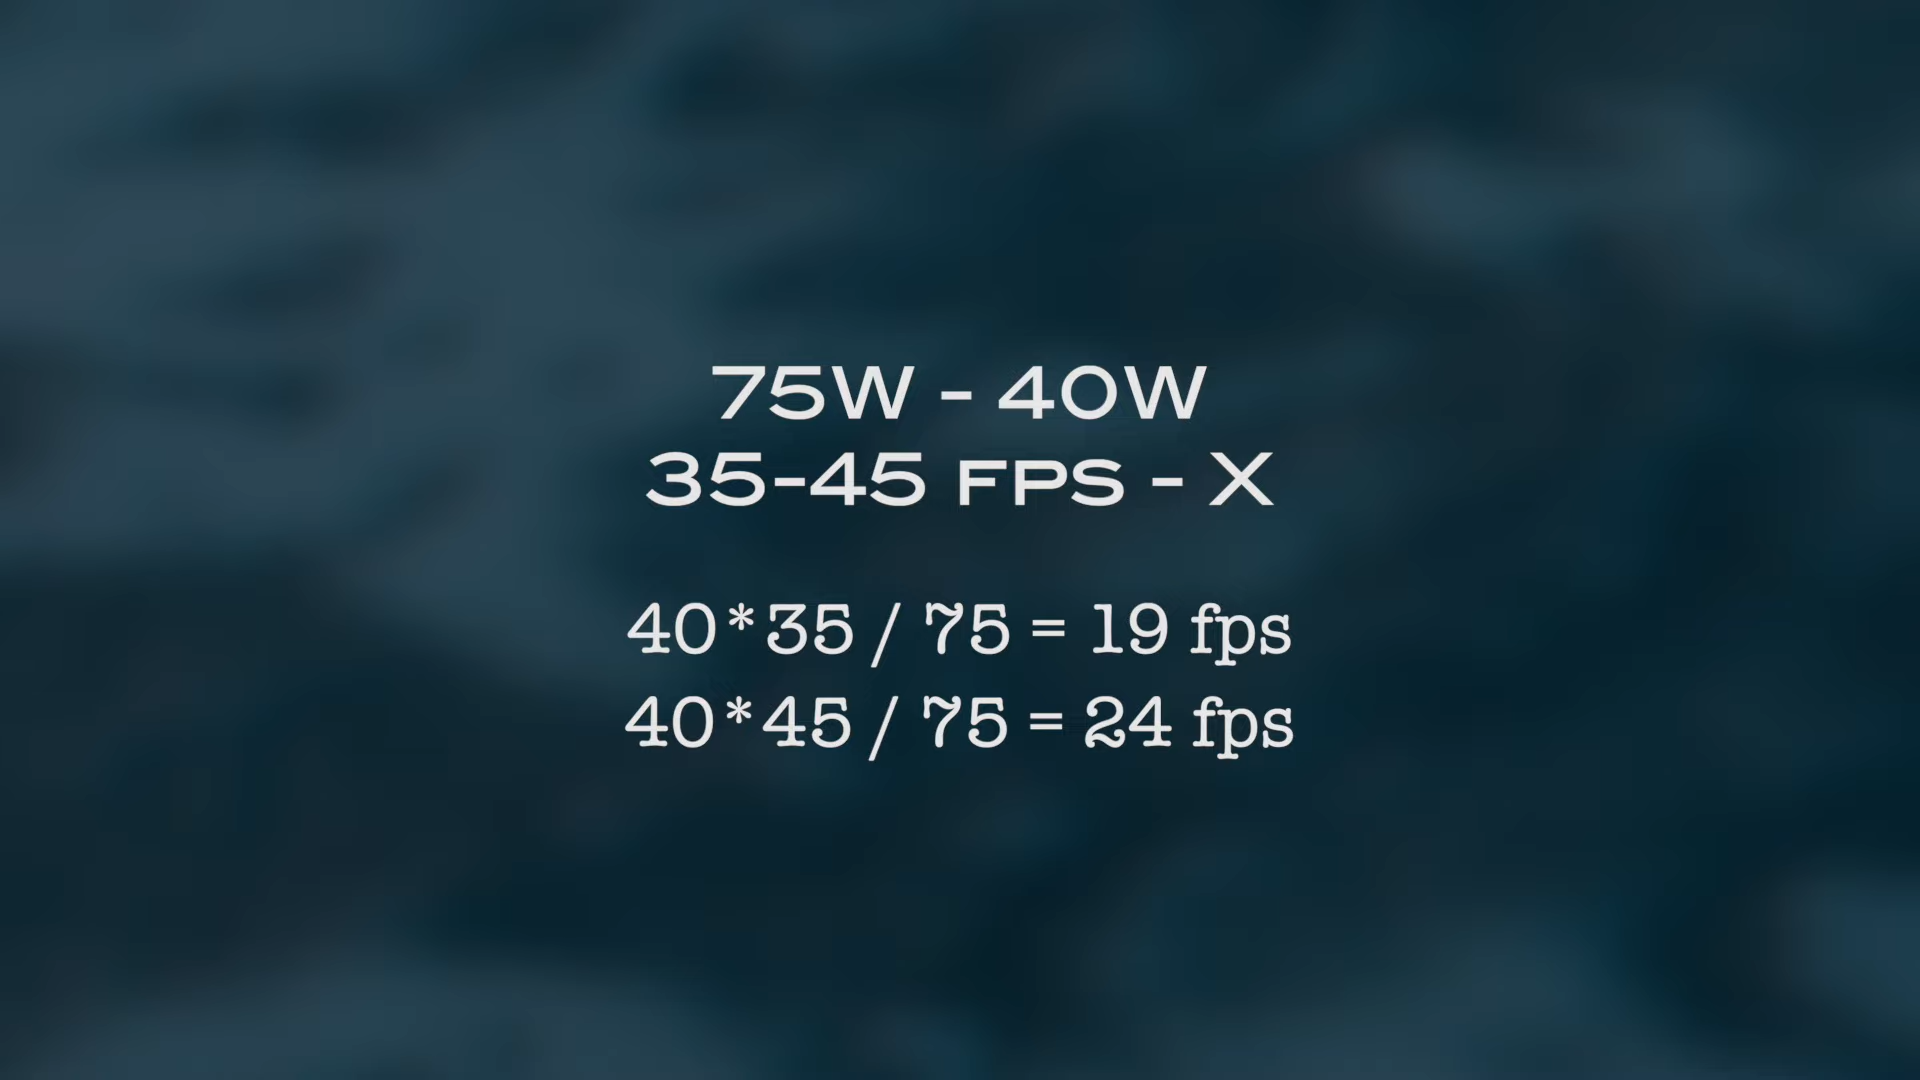 75W - 40W
35-45 FPS - X
40*35 / 75 = 19 fps
40*45 / 75 = 24 fps